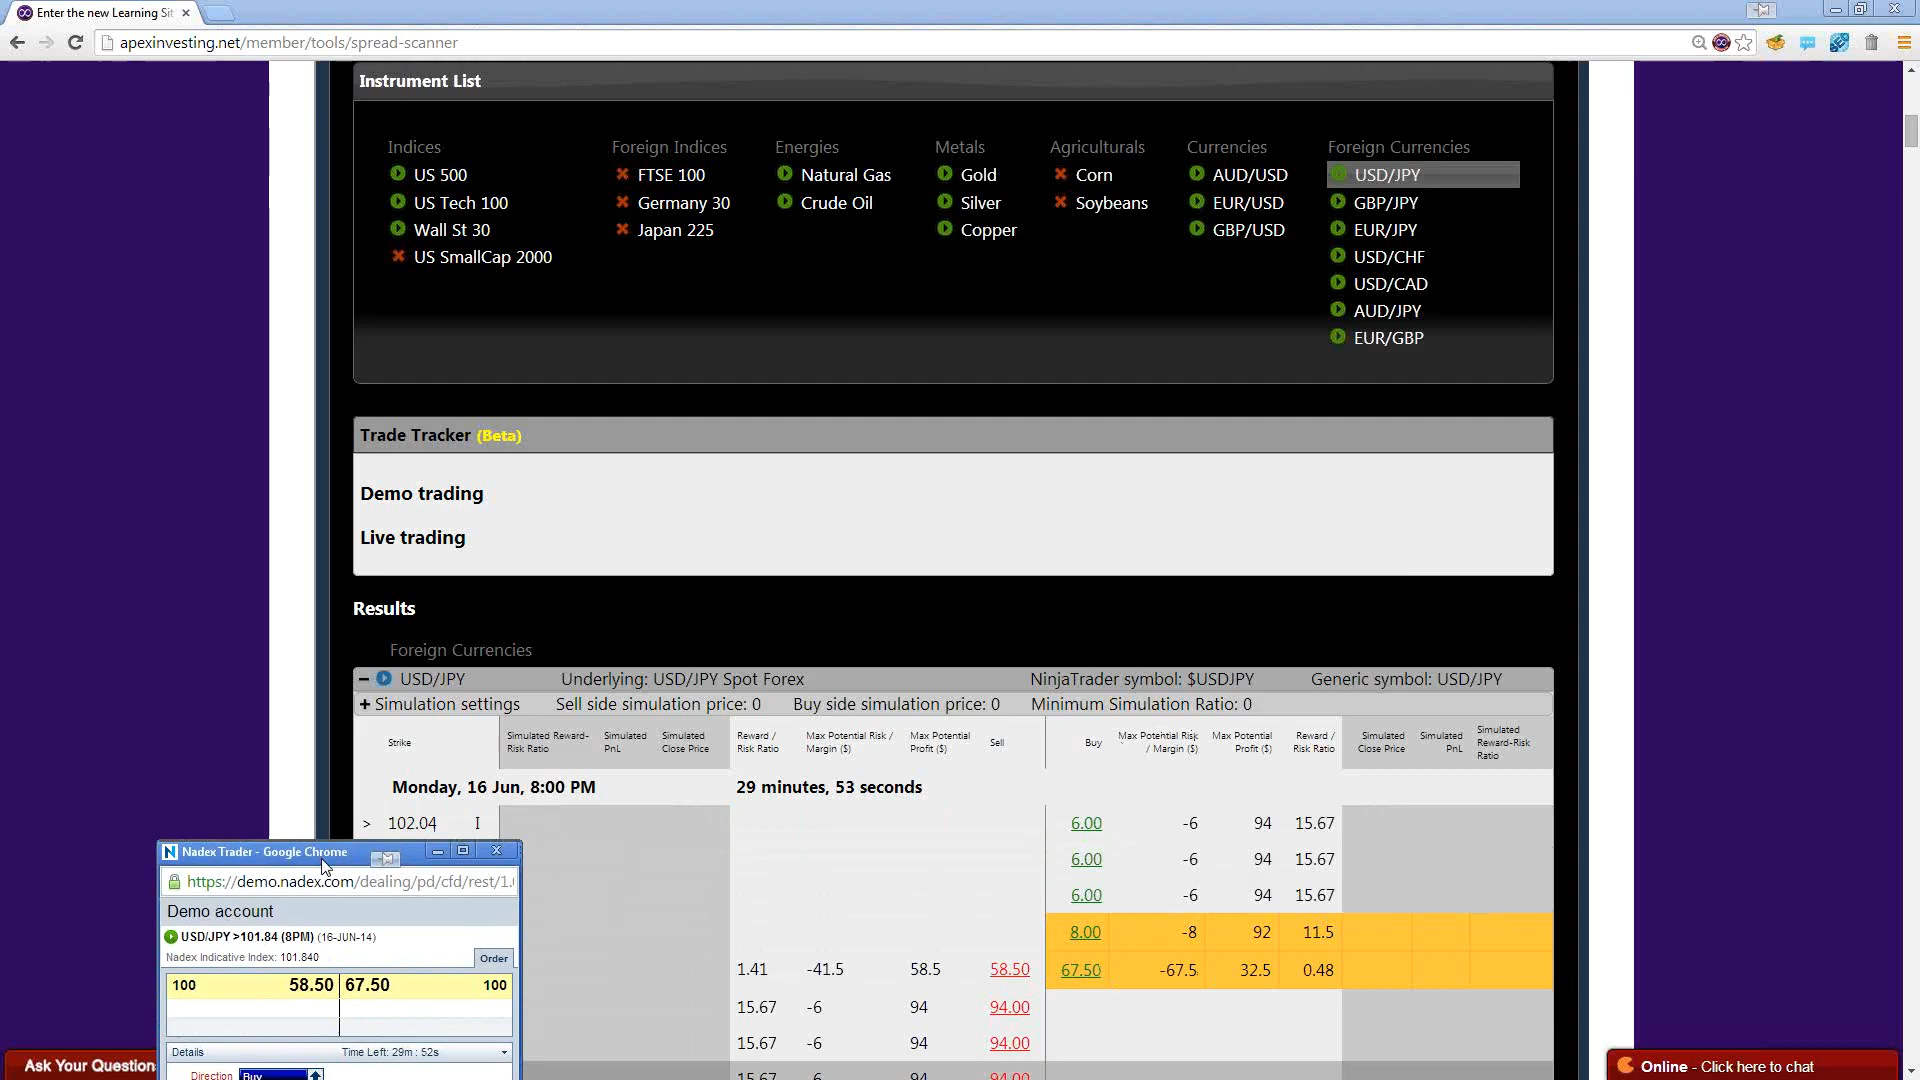 Enter the new Learning Sit
apexinvesting.net/member/tools/spread-scanner
Instrument List
Indices Foreign Indices Energies Metals Agriculturals Currencies Foreign Currencies
US 500 FTSE 100 Natural Gas Gold Corn AUD/USD USD/JPY
US Tech 100 Germany 30 Crude Oil Silver Soybeans EUR/USD GBP/JPY
Wall St 30 Japan 225 Copper GBP/USD EUR/JPY
US SmallCap 2000 USD/CHF
USD/CAD
AUD/JPY
EUR/GBP
Trade Tracker (Beta)
Demo trading
Live trading
Results
Foreign Currencies
− USD/JPY Underlying: USD/JPY Spot Forex NinjaTrader symbol: $USDJPY Generic symbol: USD/JPY
+ Simulation settings Sell side simulation price: 0 Buy side simulation price: 0 Minimum Simulation Ratio: 0
Strike Simulated Reward-Risk Ratio Simulated PnL Simulated Close Price Reward / Risk Ratio Max Potential Risk / Margin ($) Max Potential Profit ($) Sell Buy Max Potential Risk / Margin ($) Max Potential Profit ($) Reward / Risk Ratio Simulated Close Price Simulated PnL Simulated Reward-Risk Ratio
Monday, 16 Jun, 8:00 PM 29 minutes, 53 seconds
> 102.04 6.00 -6 94 15.67
6.00 -6 94 15.67
6.00 -6 94 15.67
8.00 -8 92 11.5
1.41 -41.5 58.5 58.50 67.50 -67.5 32.5 0.48
15.67 -6 94 94.00
15.67 -6 94 94.00
15.67 -6 94 94.00
Nadex Trader - Google Chrome
https://demo.nadex.com/dealing/pd/cfd/rest/1.
Demo account
USD/JPY >101.84 (8PM) (16-JUN-14)
Nadex Indicative Index: 101.840
Order
100 58.50 67.50 100
Details Time Left: 29m : 52s
Direction Buy
Ask Your Question
Online - Click here to chat